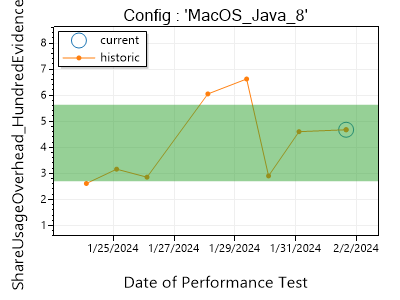 Config : 'MacOS_Java_8'
ShareUsageOverhead_HundredEvidence
current
historic
8
7
6
5
4
3
2
1
1/25/2024 1/27/2024 1/29/2024 1/31/2024 2/2/2024
Date of Performance Test